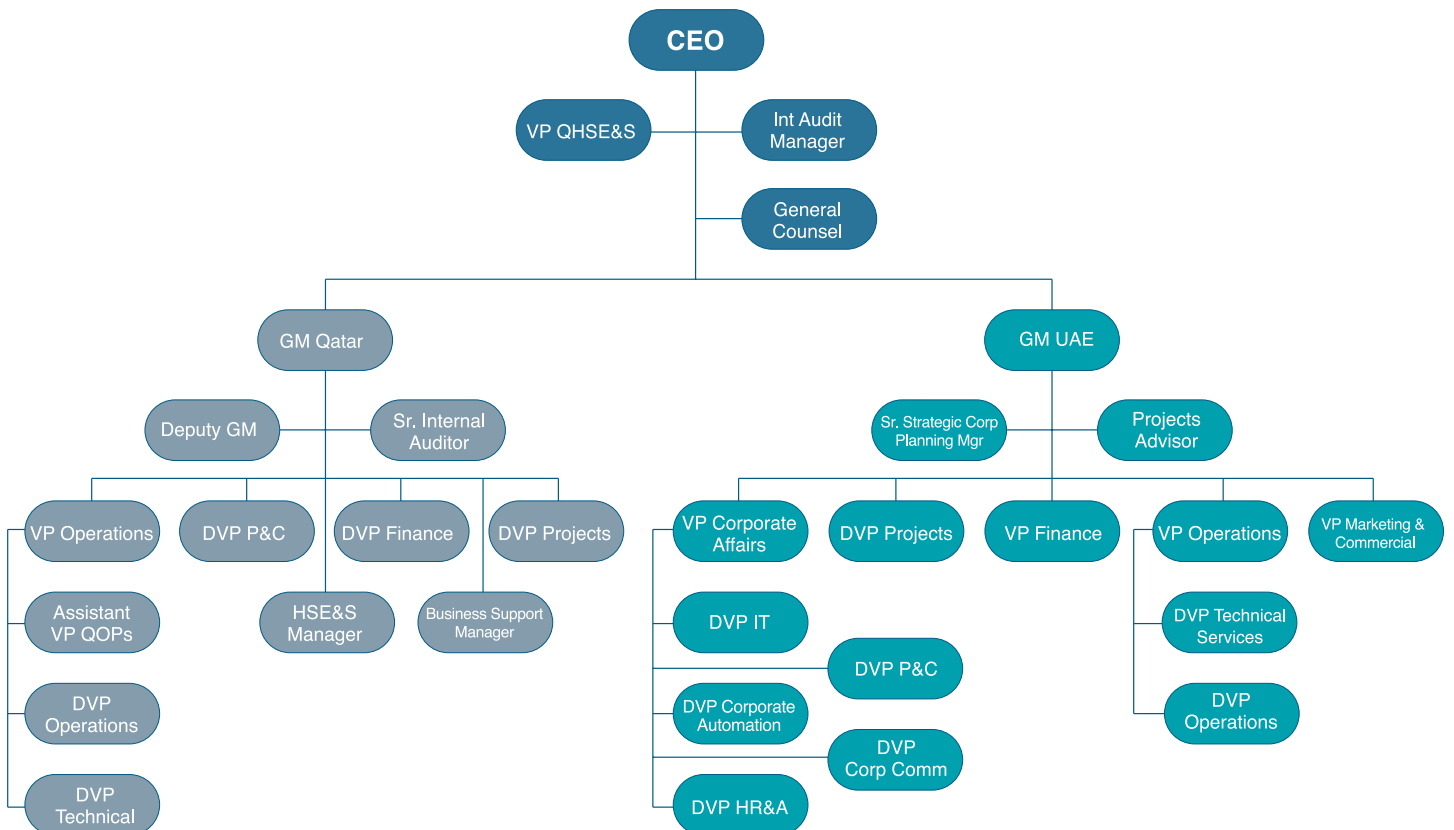 CEO
VP QHSE&S
Int Audit
Manager
General
Counsel
GM Qatar
GM UAE
Deputy GM
Sr. Internal
Auditor
Sr. Strategic Corp
Planning Mgr
Projects
Advisor
VP Operations
DVP P&C
DVP Finance
DVP Projects
VP Corporate
Affairs
DVP Projects
VP Finance
VP Operations
VP Marketing &
Commercial
Assistant
VP QOPs
HSE&S
Manager
Business Support
Manager
DVP IT
DVP Technical
Services
DVP P&C
DVP
Operations
DVP Corporate
Automation
DVP
Operations
DVP
Corp Comm
DVP
Technical
DVP HR&A